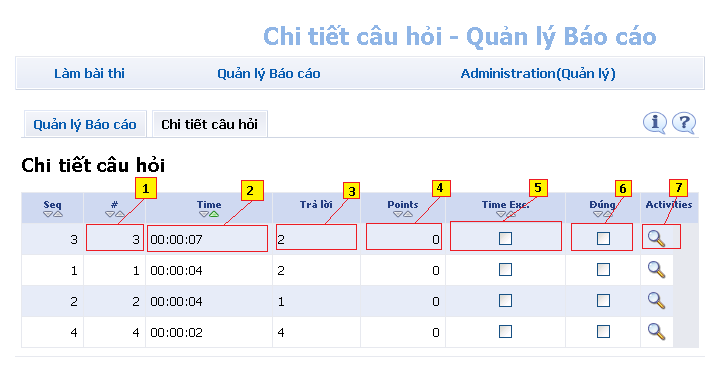 Chi tiết câu hỏi - Quản lý Báo cáo
Làm bài thi Quản lý Báo cáo Administration(Quản lý)
Quản lý Báo cáo Chi tiết câu hỏi i ?
Chi tiết câu hỏi
1 2 3 4 5 6 7
Seq # Time Trả lời Points Time Exc. Đúng Activities
3 3 00:00:07 2 0
1 1 00:00:04 2 0
2 2 00:00:04 1 0
4 4 00:00:02 4 0